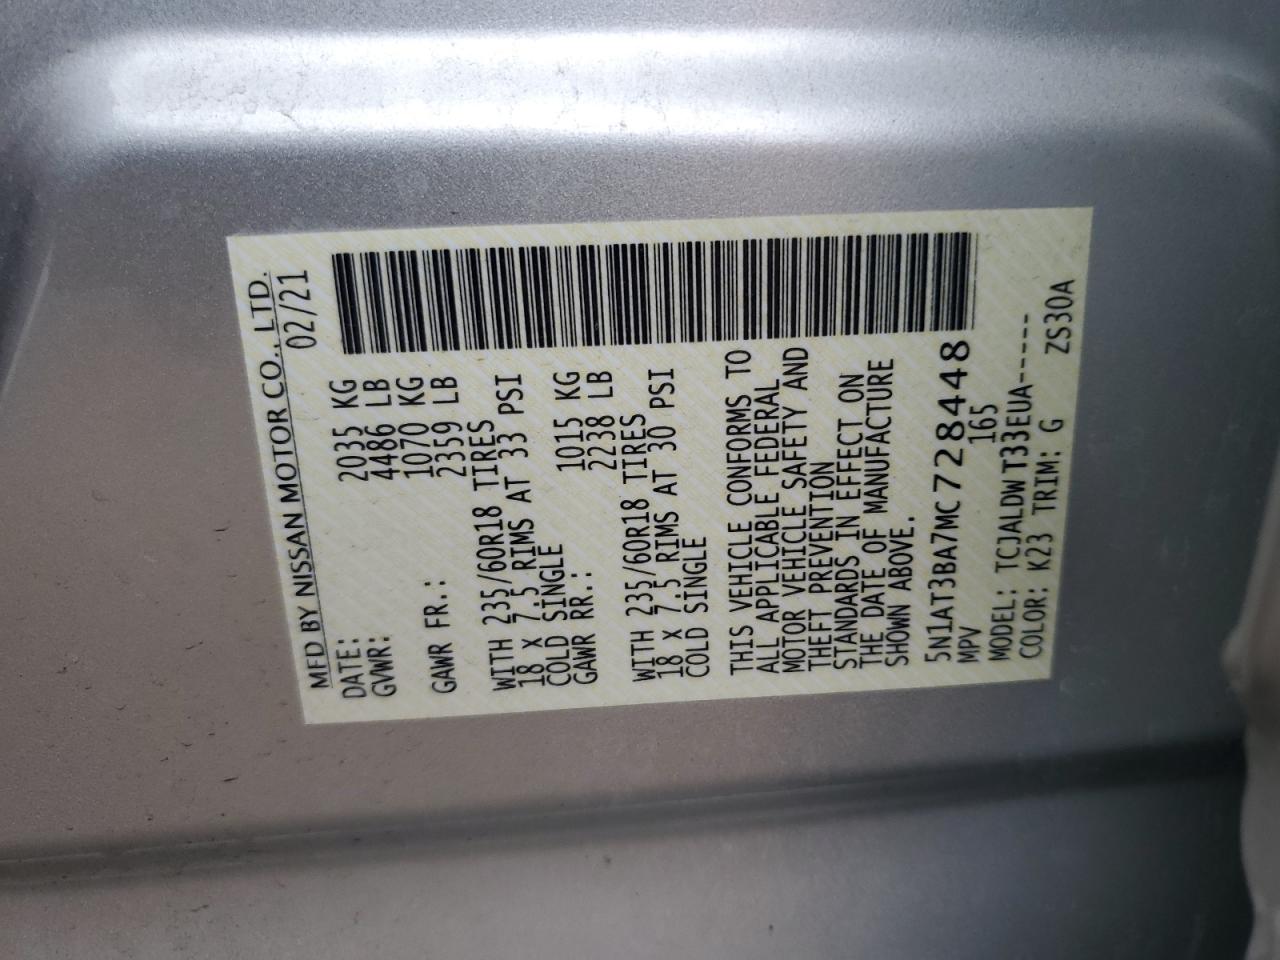 MFD BY NISSAN MOTOR CO., LTD.
DATE: 02/21
GVWR: 2035 KG
4486 LB
GAWR FR.: 1070 KG
2359 LB
WITH 235/60R18 TIRES
18 X 7.5 RIMS AT 33 PSI
COLD SINGLE
GAWR RR.: 1015 KG
2238 LB
WITH 235/60R18 TIRES
18 X 7.5 RIMS AT 30 PSI
COLD SINGLE
THIS VEHICLE CONFORMS TO
ALL APPLICABLE FEDERAL
MOTOR VEHICLE SAFETY AND
THEFT PREVENTION
STANDARDS IN EFFECT ON
THE DATE OF MANUFACTURE
SHOWN ABOVE.
5N1AT3BA7MC728448
MPV 165
MODEL: TCJALDWT33EUA-----
COLOR: K23 TRIM: G ZS30A